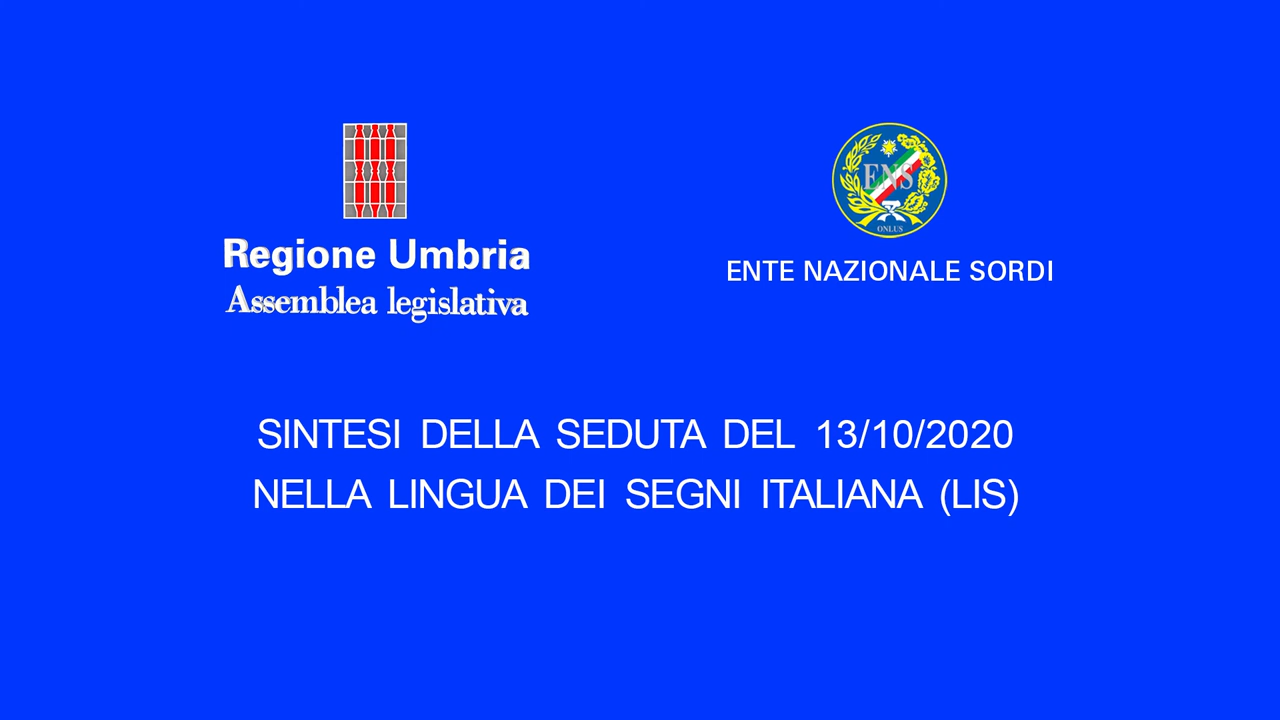 Regione Umbria
Assemblea legislativa
ENS
ONLUS
ENTE NAZIONALE SORDI
SINTESI DELLA SEDUTA DEL 13/10/2020
NELLA LINGUA DEI SEGNI ITALIANA (LIS)